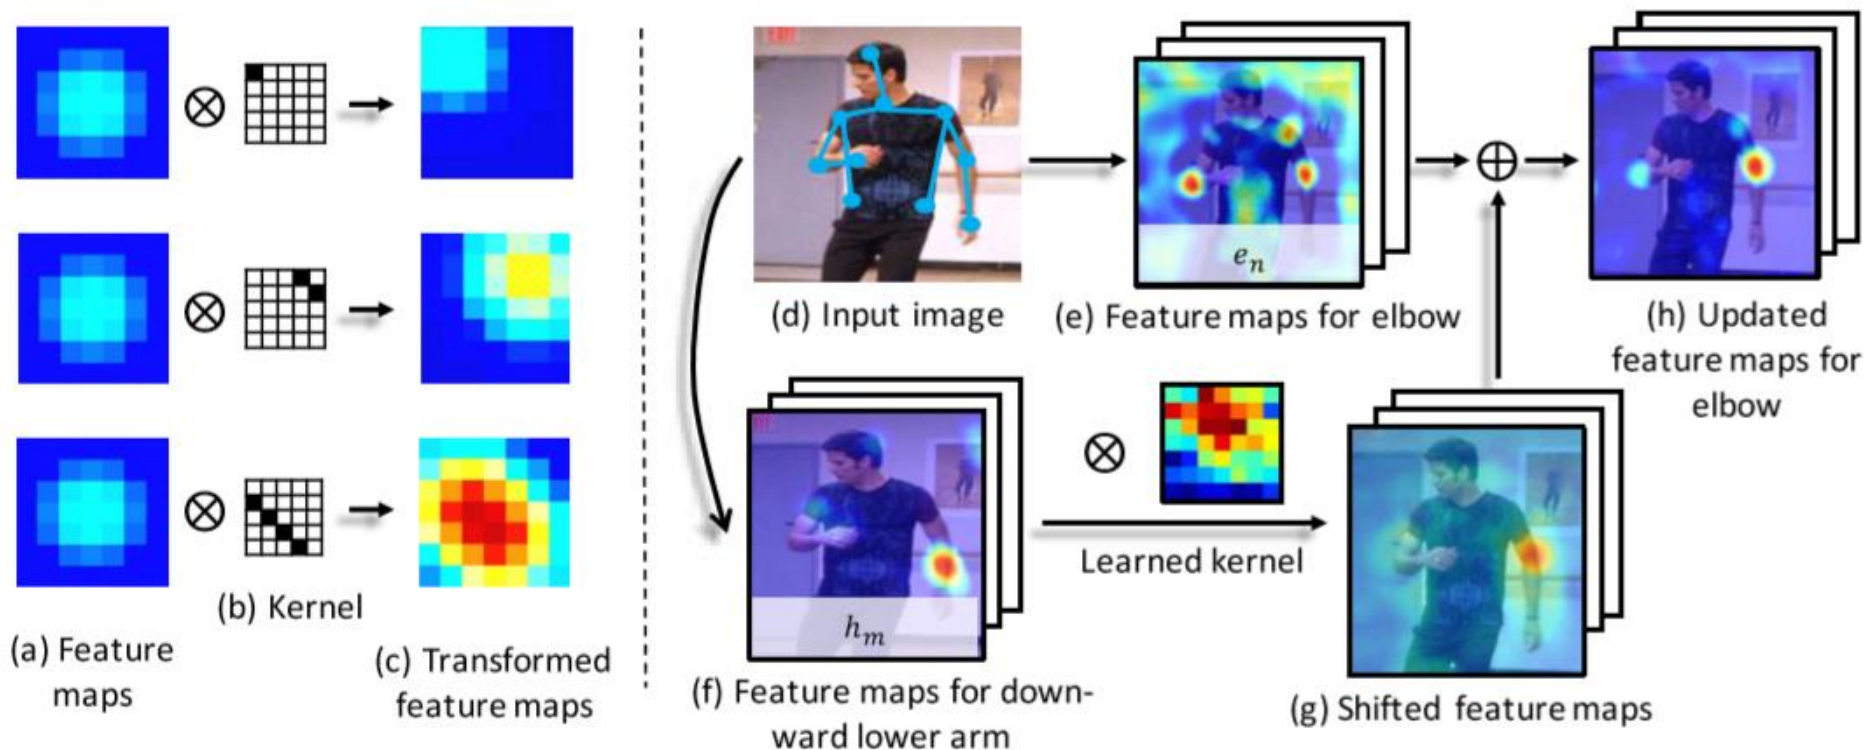 (a) Feature
maps
(b) Kernel
(c) Transformed
feature maps
EXIT
(d) Input image
e_n
(e) Feature maps for elbow
(h) Updated
feature maps for
elbow
h_m
(f) Feature maps for down-
ward lower arm
Learned kernel
(g) Shifted feature maps